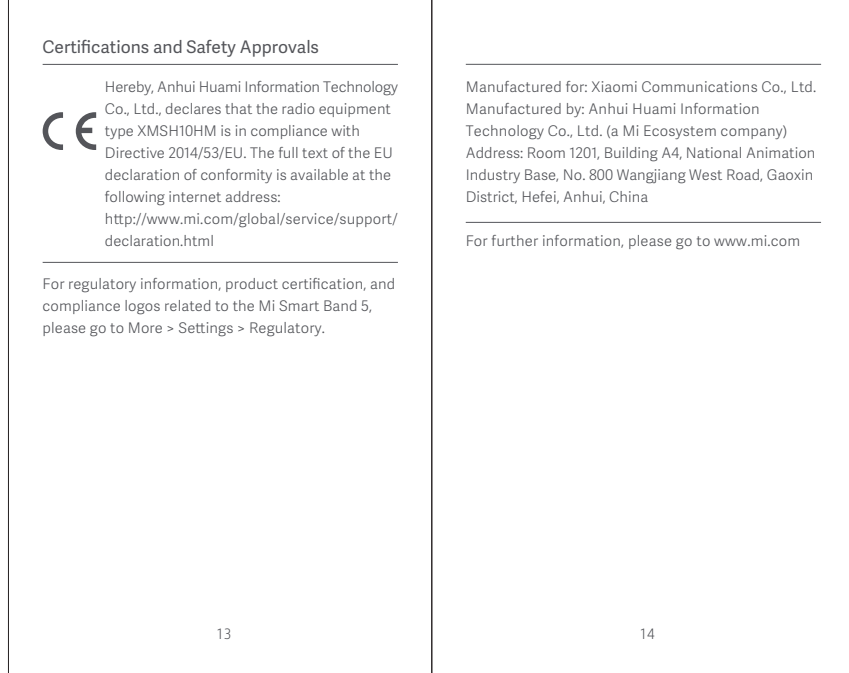 Certifications and Safety Approvals
CE
Hereby, Anhui Huami Information Technology
Co., Ltd., declares that the radio equipment
type XMSH10HM is in compliance with
Directive 2014/53/EU. The full text of the EU
declaration of conformity is available at the
following internet address:
http://www.mi.com/global/service/support/
declaration.html
For regulatory information, product certification, and
compliance logos related to the Mi Smart Band 5,
please go to More > Settings > Regulatory.
13
Manufactured for: Xiaomi Communications Co., Ltd.
Manufactured by: Anhui Huami Information
Technology Co., Ltd. (a Mi Ecosystem company)
Address: Room 1201, Building A4, National Animation
Industry Base, No. 800 Wangjiang West Road, Gaoxin
District, Hefei, Anhui, China
For further information, please go to www.mi.com
14